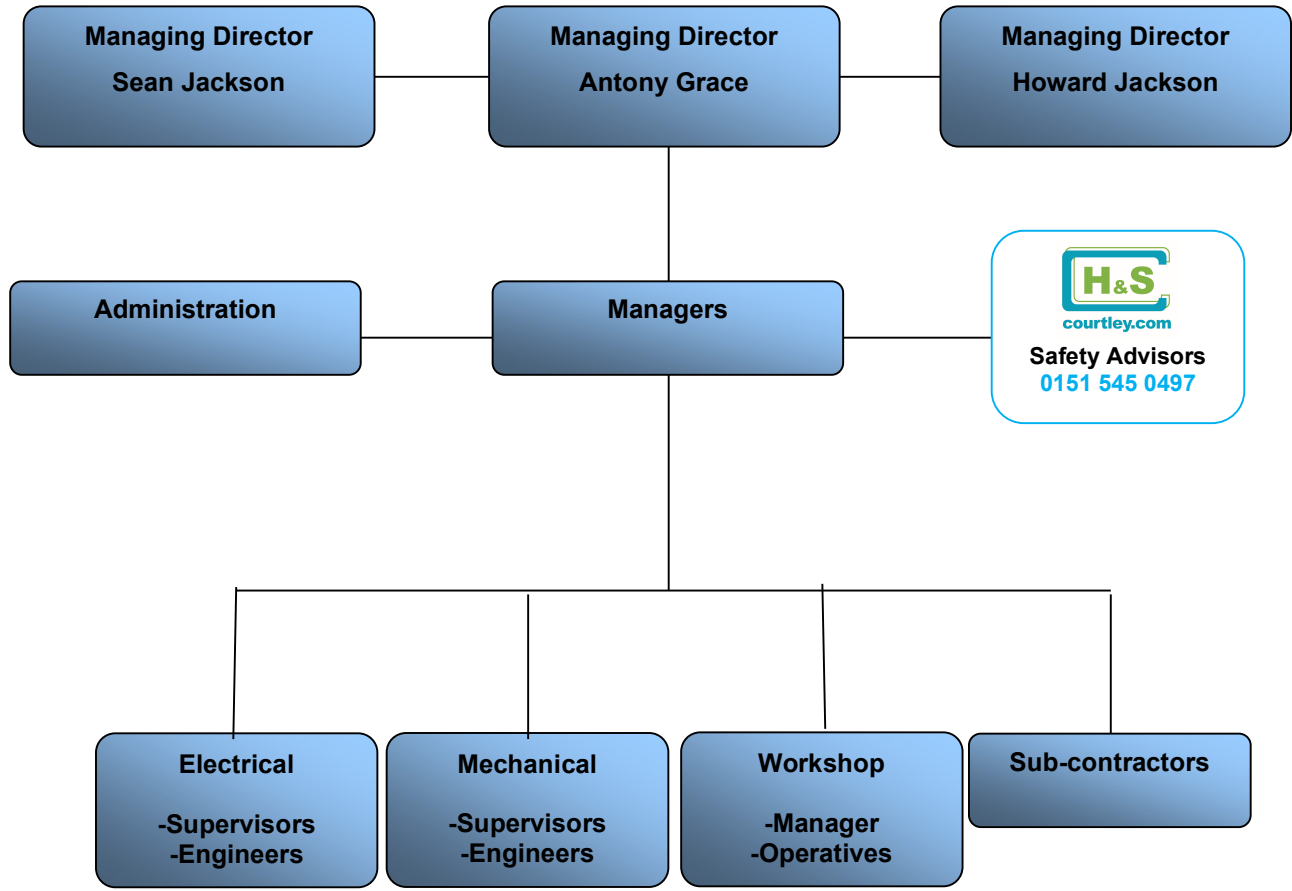 Managing Director
Sean Jackson
Managing Director
Antony Grace
Managing Director
Howard Jackson
Administration
Managers
H&S
courtley.com
Safety Advisors
0151 545 0497
Electrical
-Supervisors
-Engineers
Mechanical
-Supervisors
-Engineers
Workshop
-Manager
-Operatives
Sub-contractors